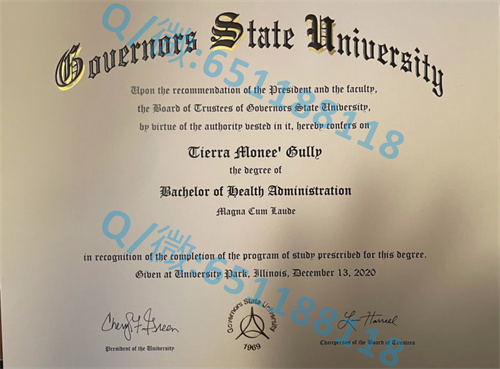 Governors State University
Upon the recommendation of the President and the faculty,
the Board of Trustees of Governors State University,
by virtue of the authority vested in it, hereby confers on
Tierra Monee' Gully
the degree of
Bachelor of Health Administration
Magna Cum Laude
in recognition of the completion of the program of study prescribed for this degree.
Given at University Park, Illinois, December 13, 2020
Cheryl F Green
President of the University
Governors State University
1969
L-Harrell
Chairperson of the Board of Trustees
Q/微:651188118
Q/微:651188118